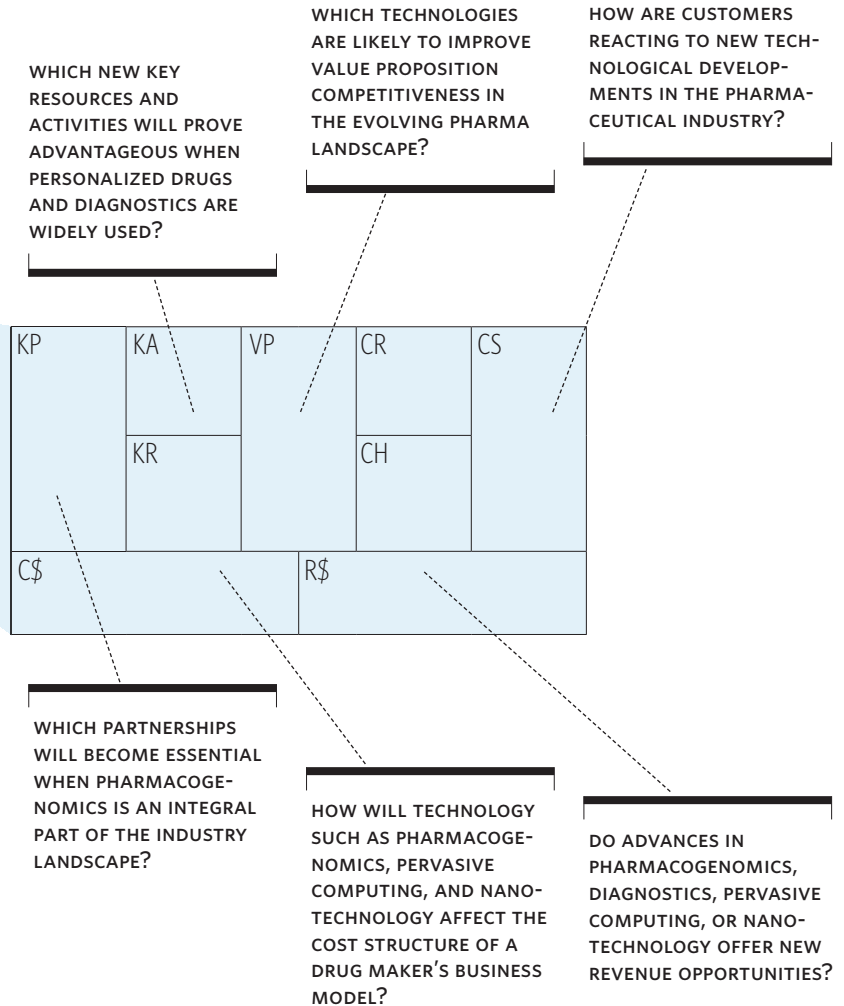 WHICH NEW KEY
RESOURCES AND
ACTIVITIES WILL PROVE
ADVANTAGEOUS WHEN
PERSONALIZED DRUGS
AND DIAGNOSTICS ARE
WIDELY USED?
WHICH TECHNOLOGIES
ARE LIKELY TO IMPROVE
VALUE PROPOSITION
COMPETITIVENESS IN
THE EVOLVING PHARMA
LANDSCAPE?
HOW ARE CUSTOMERS
REACTING TO NEW TECH-
NOLOGICAL DEVELOP-
MENTS IN THE PHARMA-
CEUTICAL INDUSTRY?
KP
KA
VP
CR
CS
KR
CH
C$
R$
WHICH PARTNERSHIPS
WILL BECOME ESSENTIAL
WHEN PHARMACOGE-
NOMICS IS AN INTEGRAL
PART OF THE INDUSTRY
LANDSCAPE?
HOW WILL TECHNOLOGY
SUCH AS PHARMACOGE-
NOMICS, PERVASIVE
COMPUTING, AND NANO-
TECHNOLOGY AFFECT THE
COST STRUCTURE OF A
DRUG MAKER'S BUSINESS
MODEL?
DO ADVANCES IN
PHARMACOGENOMICS,
DIAGNOSTICS, PERVASIVE
COMPUTING, OR NANO-
TECHNOLOGY OFFER NEW
REVENUE OPPORTUNITIES?